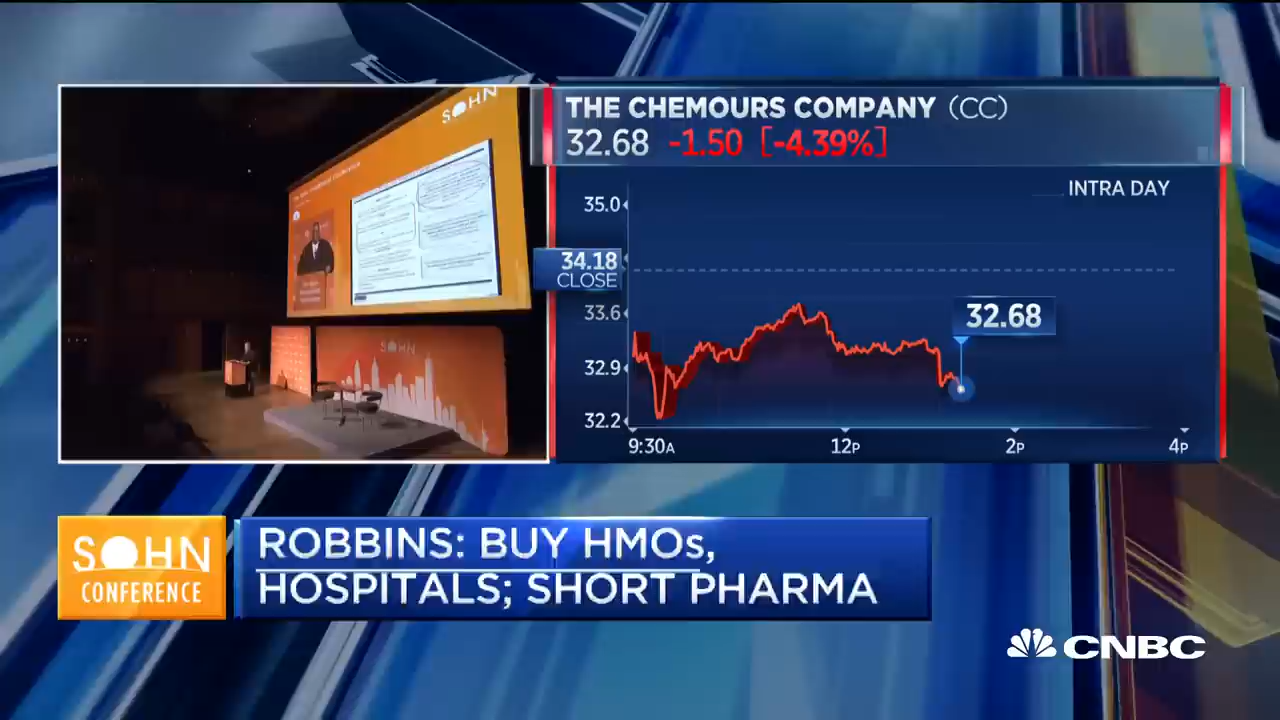 SOHN
THE CHEMOURS COMPANY (CC)
32.68 -1.50 [-4.39%]
INTRA DAY
35.0
34.18
CLOSE
33.6
32.68
32.9
32.2
9:30A 12P 2P 4P
SOHN
SOHN
CONFERENCE
ROBBINS: BUY HMOs,
HOSPITALS; SHORT PHARMA
CNBC